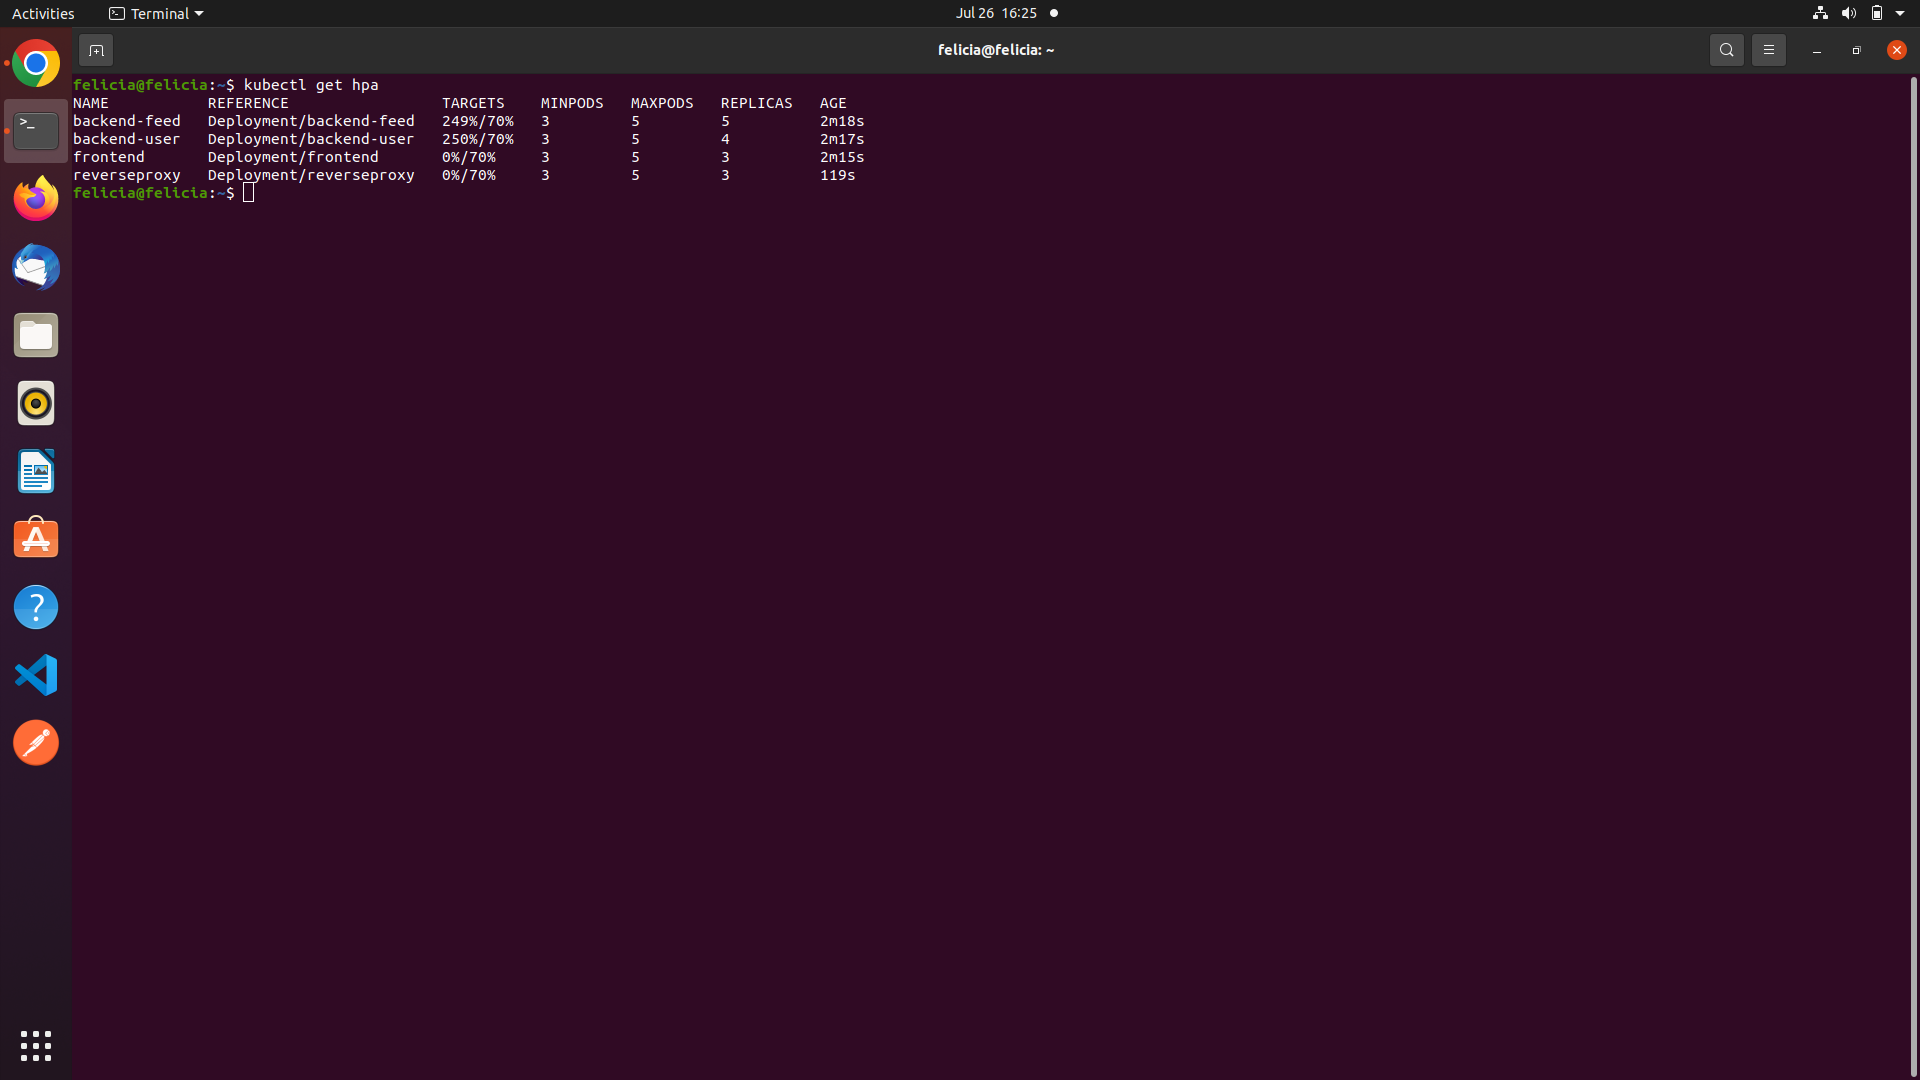 Activities Terminal Jul 26 16:25
felicia@felicia: ~
felicia@felicia:~$ kubectl get hpa
NAME REFERENCE TARGETS MINPODS MAXPODS REPLICAS AGE
backend-feed Deployment/backend-feed 249%/70% 3 5 5 2m18s
backend-user Deployment/backend-user 250%/70% 3 5 4 2m17s
frontend Deployment/frontend 0%/70% 3 5 3 2m15s
reverseproxy Deployment/reverseproxy 0%/70% 3 5 3 119s
felicia@felicia:~$